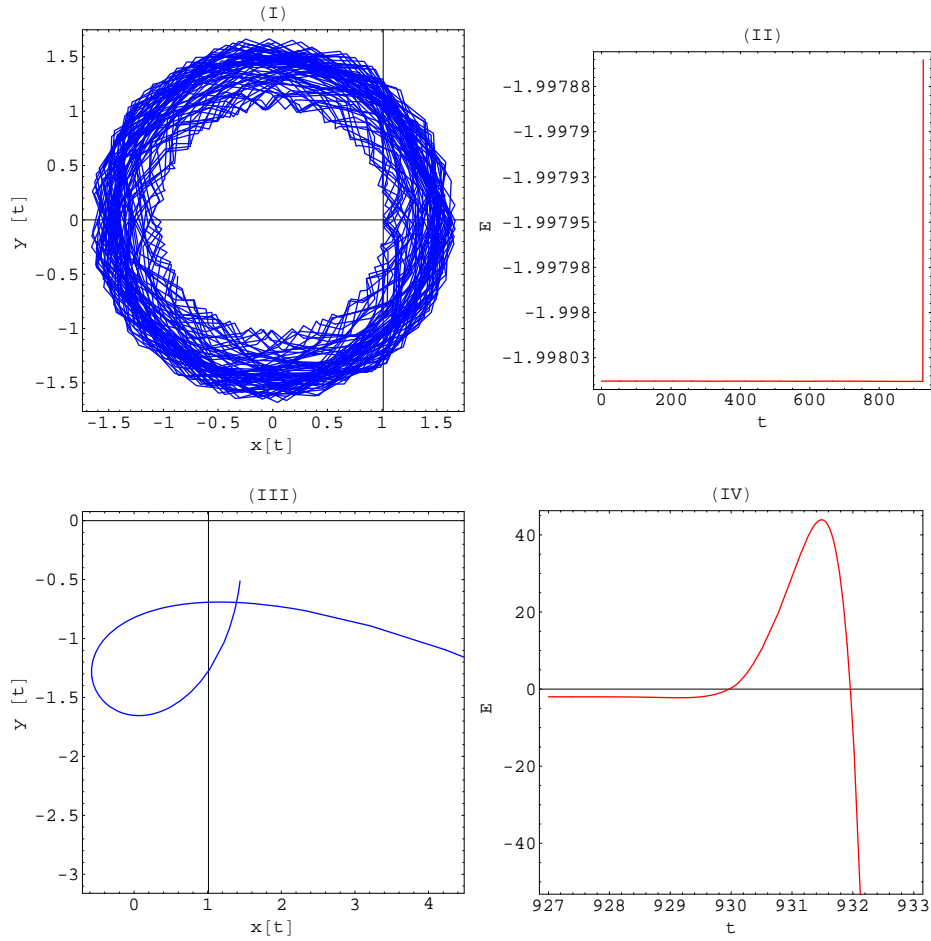 (I)
1.5
1
0.5
0
-0.5
-1
-1.5
y [t]
-1.5 -1 -0.5 0 0.5 1 1.5
x[t]
(II)
-1.99788
-1.9979
-1.99793
-1.99795
-1.99798
-1.998
-1.99803
E
0 200 400 600 800
t
(III)
0
-0.5
-1
-1.5
-2
-2.5
-3
y [t]
0 1 2 3 4
x[t]
(IV)
40
20
0
-20
-40
E
927 928 929 930 931 932 933
t